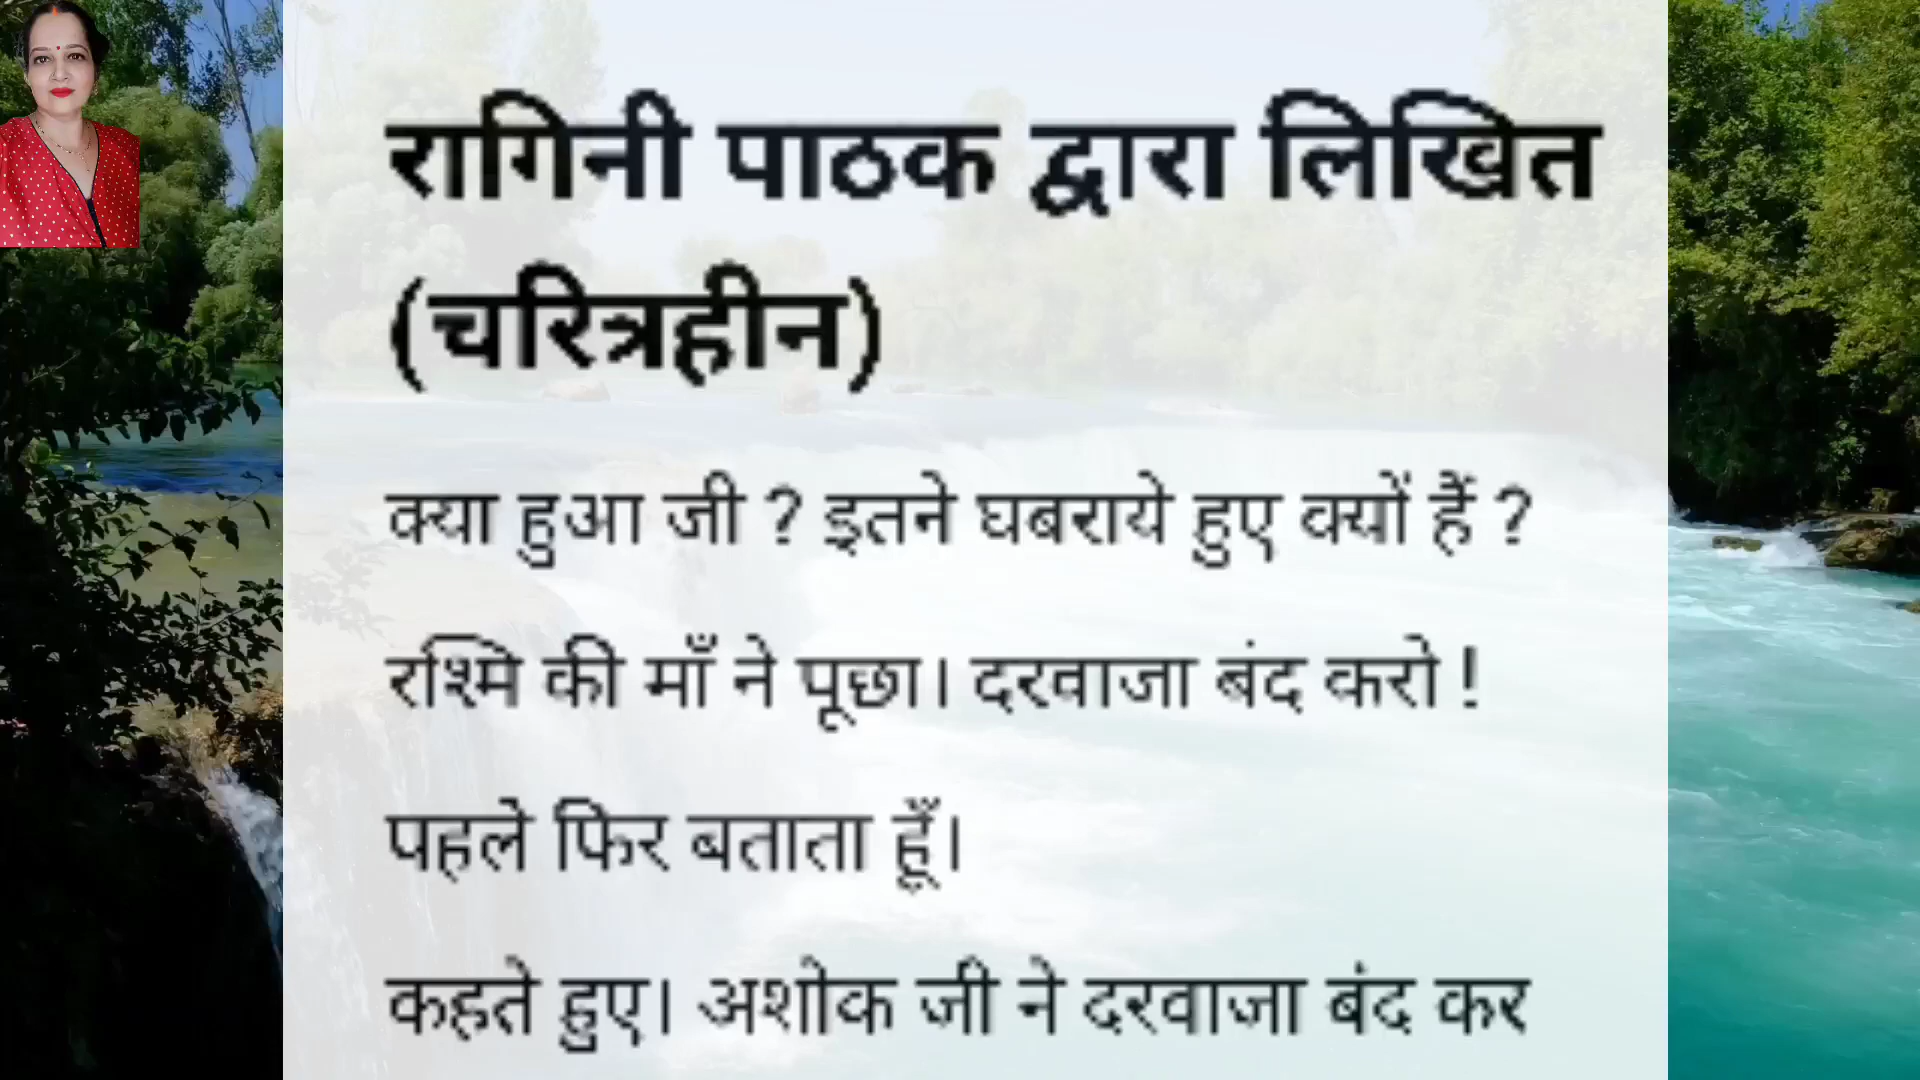 रागिनी पाठक द्वारा लिखित
(चरित्रहीन)
क्या हुआ जी ? इतने घबराये हुए क्यों हैं ?
रश्मि की माँ ने पूछा। दरवाजा बंद करो !
पहले फिर बताता हूँ।
कहते हुए। अशोक जी ने दरवाजा बंद कर